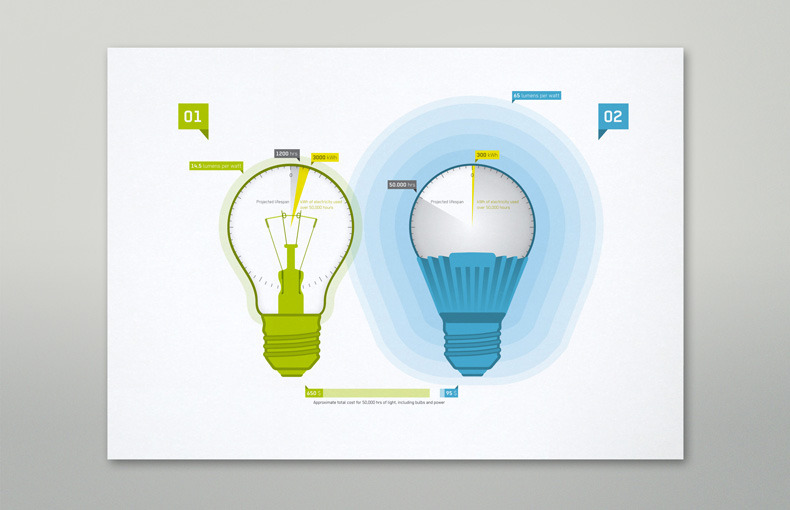 01
02
65 lumens per watt
1200 hrs
3000 kWh
300 kWh
14.5 lumens per watt
50.000 hrs
0
0
Projected lifespan
kWh of electricity used
over 50,000 hours
Projected lifespan
kWh of electricity used
over 50,000 hours
650 $
95 $
Approximate total cost for 50,000 hrs of light, including bulbs and power